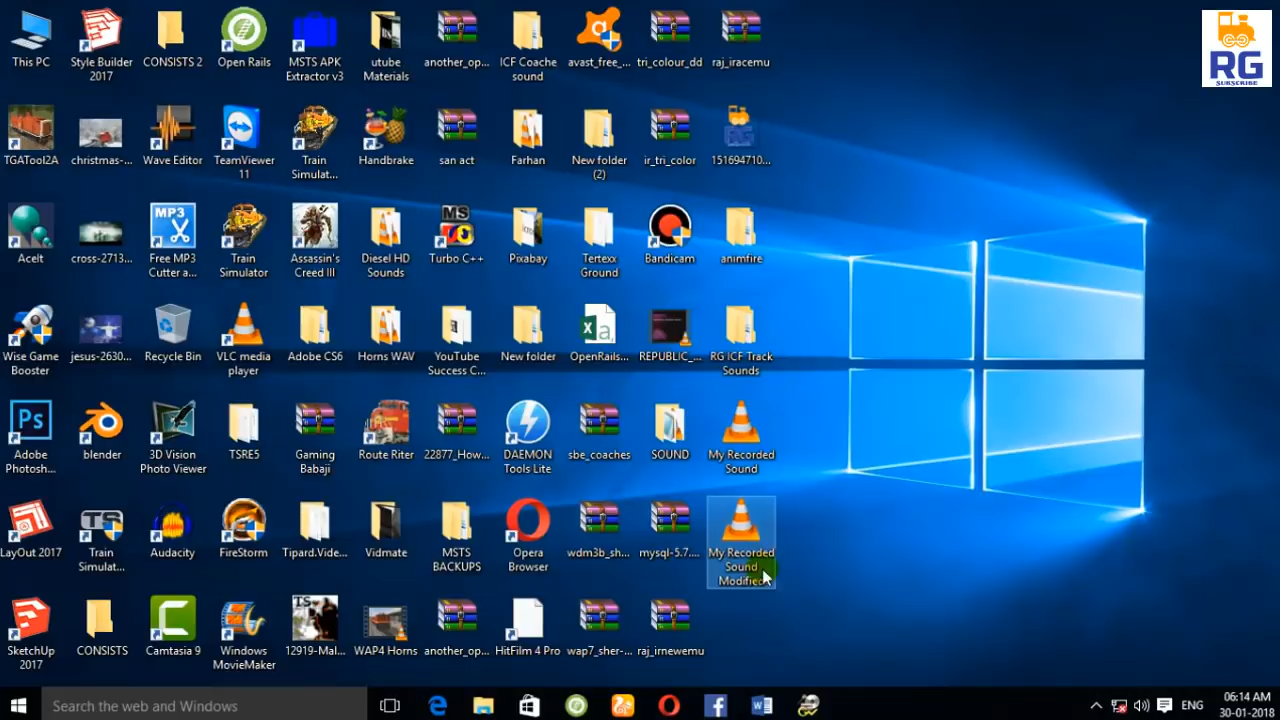 This PC
Style Builder
2017
CONSISTS 2
Open Rails
MSTS APK
Extractor v3
utube
Materials
another_op...
ICF Coache
sound
avast_free_...
tri_colour_dd
raj_iracemu
RG
SUBSCRIBE
TGATool2A
christmas-...
Wave Editor
TeamViewer
11
Train
Simulat...
Handbrake
san act
Farhan
New folder
(2)
ir_tri_color
151694710...
AceIt
cross-2713...
MP3
Free MP3
Cutter a...
Train
Simulator
Assassin's
Creed III
Diesel HD
Sounds
MS
Turbo C++
Pixabay
Tertexx
Ground
Bandicam
animfire
Wise Game
Booster
jesus-2630...
Recycle Bin
VLC media
player
Adobe CS6
Horns WAV
YouTube
Success C...
New folder
OpenRails...
REPUBLIC_...
RG ICF Track
Sounds
Ps
Adobe
Photosh...
blender
3D Vision
Photo Viewer
TSRE5
Gaming
Babaji
Route Riter
22877_How...
DAEMON
Tools Lite
sbe_coaches
SOUND
My Recorded
Sound
LayOut 2017
TS
Train
Simulat...
Audacity
FireStorm
Tipard.Vide...
Vidmate
MSTS
BACKUPS
Opera
Browser
wdm3b_sh...
mysql-5.7....
My Recorded
Sound
Modified
SketchUp
2017
CONSISTS
Camtasia 9
Windows
MovieMaker
TS
12919-Mal...
WAP4 Horns
another_op...
HitFilm 4 Pro
wap7_sher-...
raj_irnewemu
Search the web and Windows
ENG
06:14 AM
30-01-2018